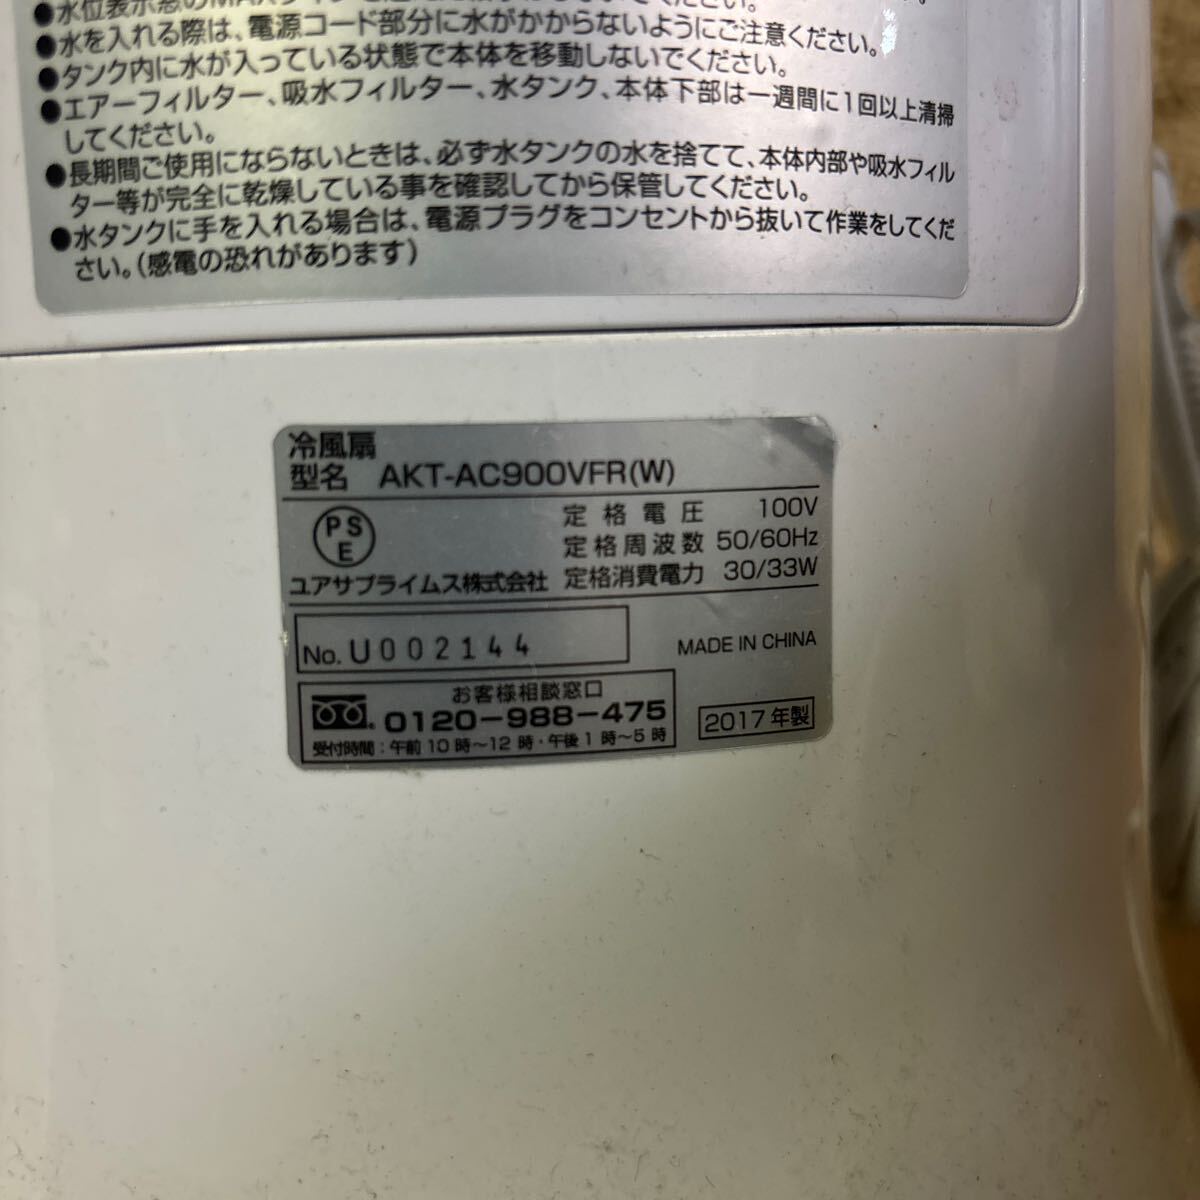 ●水を入れる際は、電源コード部分に水がかからないようにご注意ください。
●タンク内に水が入っている状態で本体を移動しないでください。
●エアーフィルター、吸水フィルター、水タンク、本体下部は一週間に1回以上清掃
してください。
●長期間ご使用にならないときは、必ず水タンクの水を捨てて、本体内部や吸水フィル
ター等が完全に乾燥している事を確認してから保管してください。
●水タンクに手を入れる場合は、電源プラグをコンセントから抜いて作業をしてくだ
さい。(感電の恐れがあります)
冷風扇
型名 AKT-AC900VFR(W)
PS
E
定格電圧 100V
定格周波数 50/60Hz
ユアサプライムス株式会社 定格消費電力 30/33W
No. U002144
MADE IN CHINA
お客様相談窓口
0120-988-475
受付時間：午前10時〜12時・午後1時〜5時
2017年製